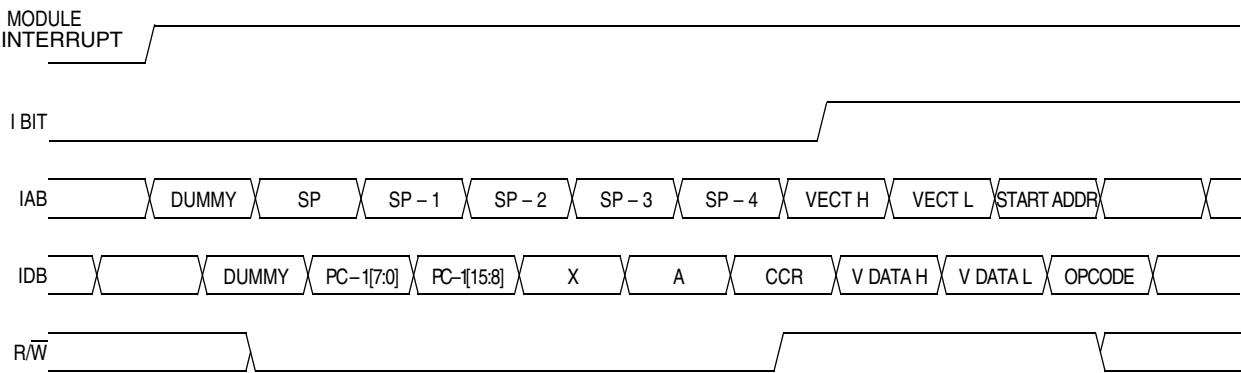 MODULE
INTERRUPT
I BIT
IAB DUMMY SP SP – 1 SP – 2 SP – 3 SP – 4 VECT H VECT L START ADDR
IDB DUMMY PC–1[7:0] PC–1[15:8] X A CCR V DATA H V DATA L OPCODE
R/W̅